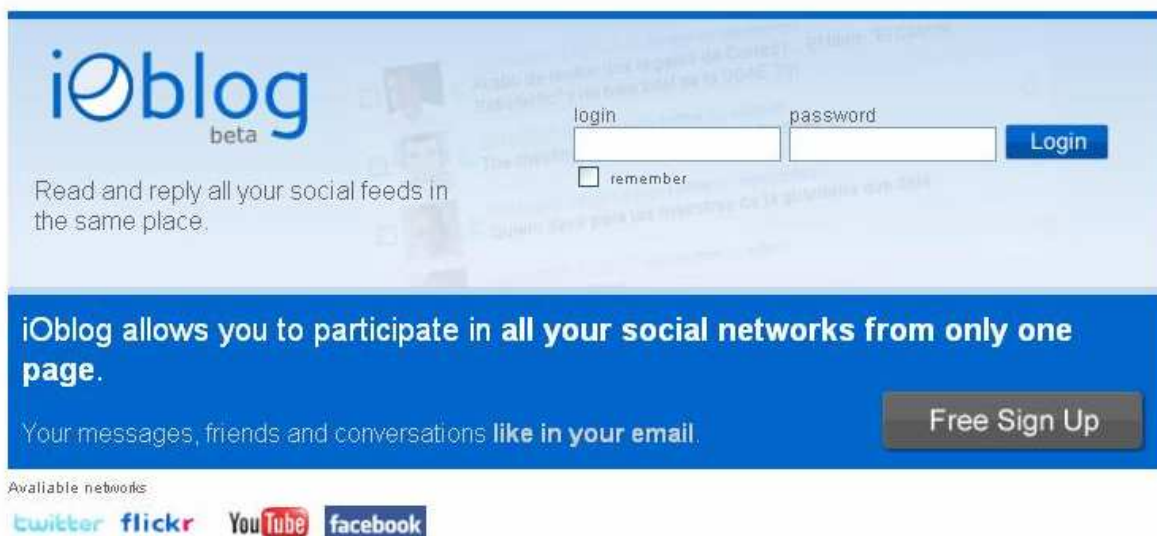 iOblog
beta
Read and reply all your social feeds in
the same place.
login
password
Login
remember
iOblog allows you to participate in all your social networks from only one
page.
Your messages, friends and conversations like in your email.
Free Sign Up
Avaliable networks
twitter flickr YouTube facebook